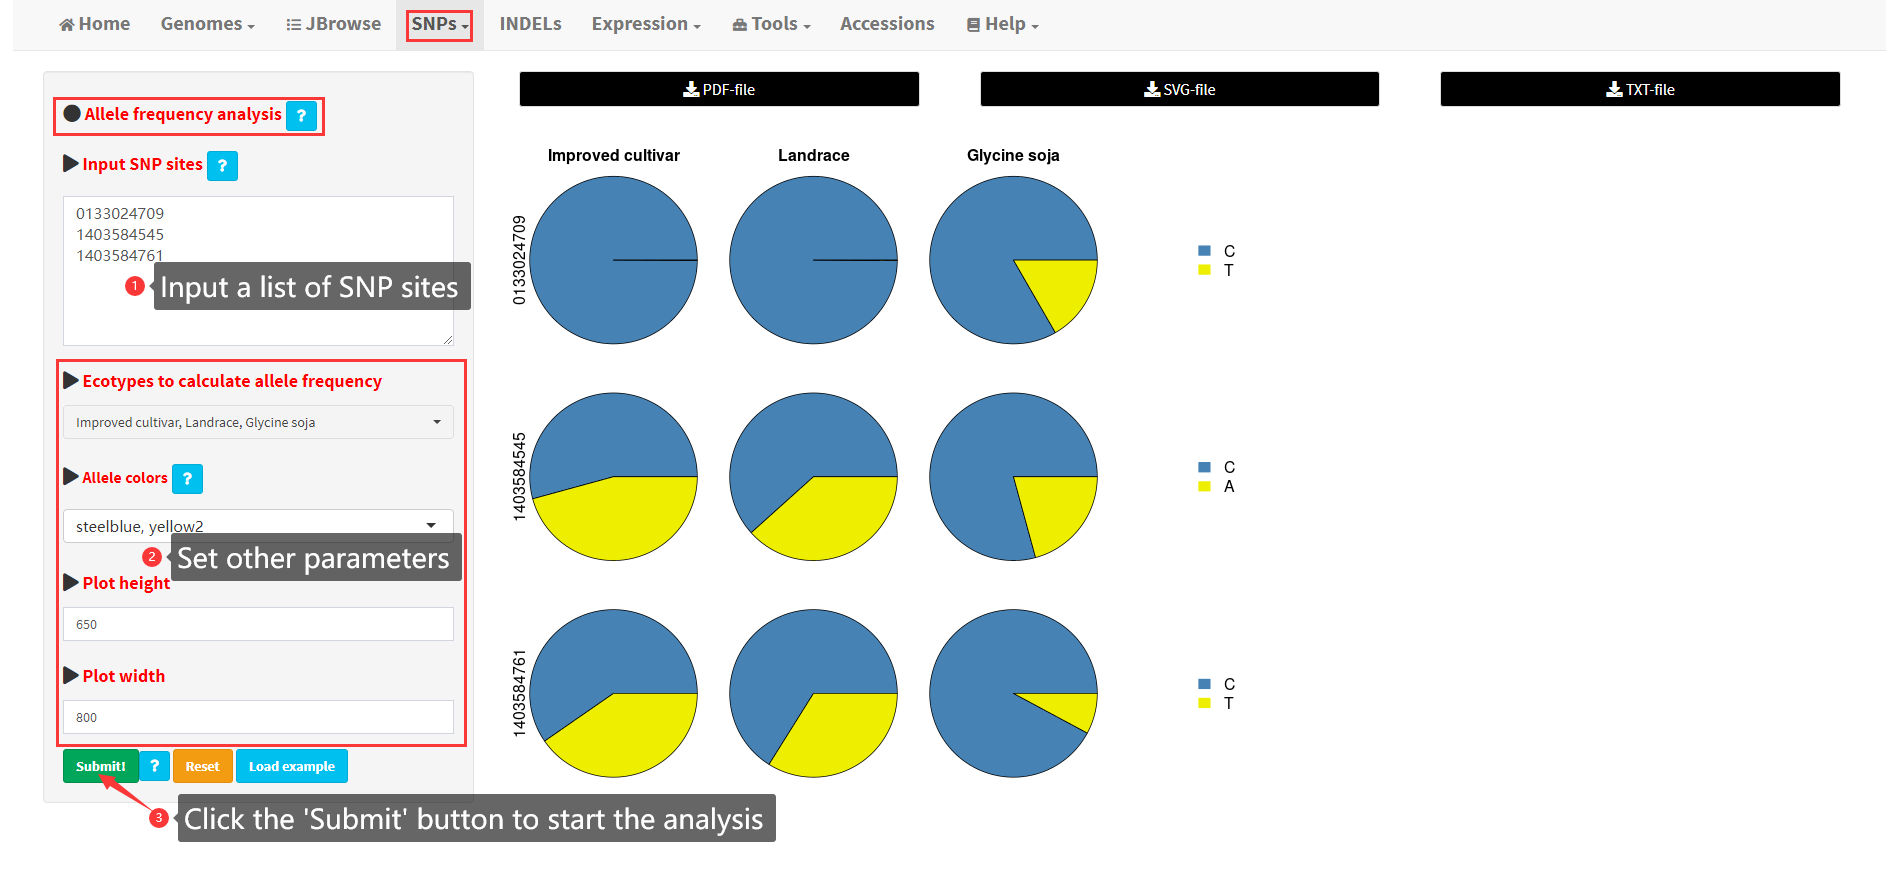 Home Genomes JBrowse SNPs INDELs Expression Tools Accessions Help
Allele frequency analysis ?
Input SNP sites ?
0133024709
1403584545
1403584761
1 Input a list of SNP sites
Ecotypes to calculate allele frequency
Improved cultivar, Landrace, Glycine soja
Allele colors ?
steelblue, yellow2
2 Set other parameters
Plot height
650
Plot width
800
Submit! ? Reset Load example
3 Click the 'Submit' button to start the analysis
PDF-file SVG-file TXT-file
Improved cultivar Landrace Glycine soja
0133024709
C
T
1403584545
C
A
1403584761
C
T